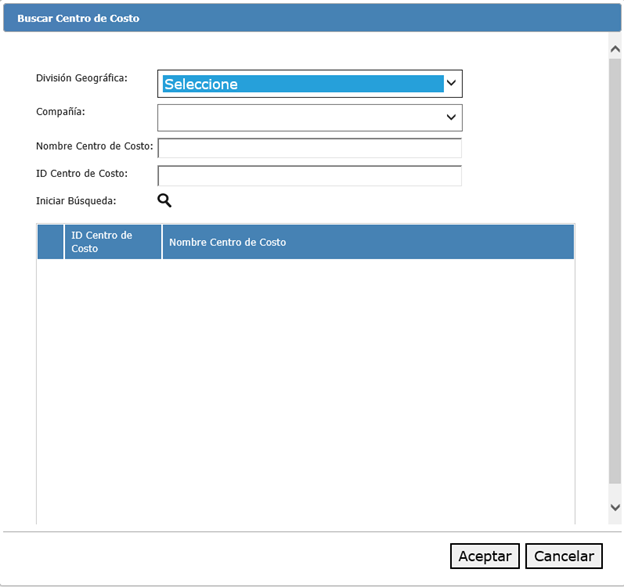 Buscar Centro de Costo
División Geográfica:
Seleccione
Compañía:
Nombre Centro de Costo:
ID Centro de Costo:
Iniciar Búsqueda:
ID Centro de
Costo
Nombre Centro de Costo
Aceptar
Cancelar